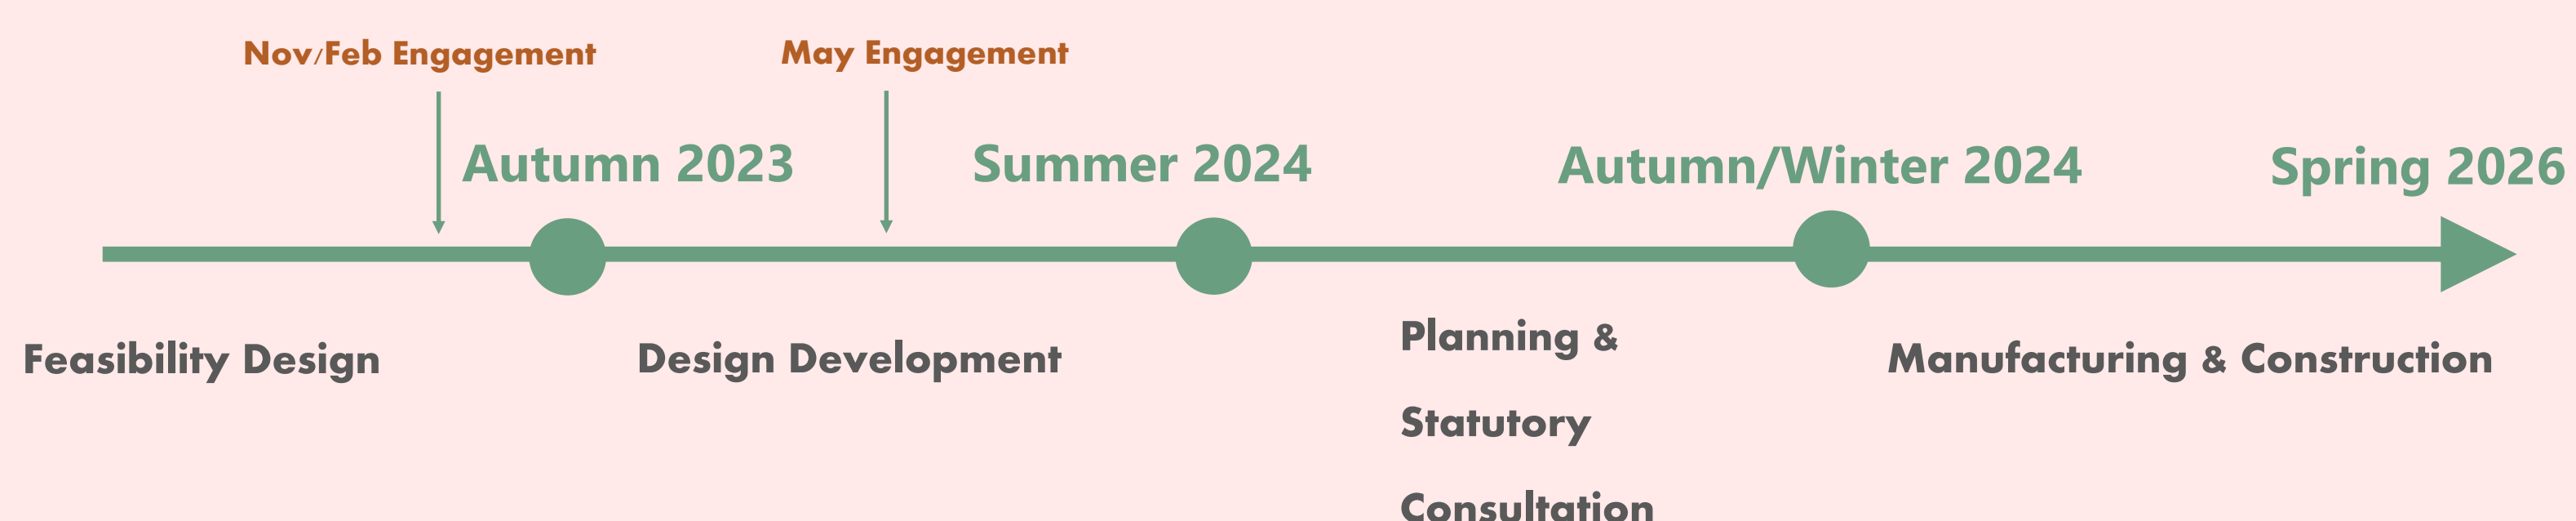 Nov/Feb Engagement
May Engagement
Autumn 2023
Summer 2024
Autumn/Winter 2024
Spring 2026
Feasibility Design
Design Development
Planning &
Statutory
Consultation
Manufacturing & Construction